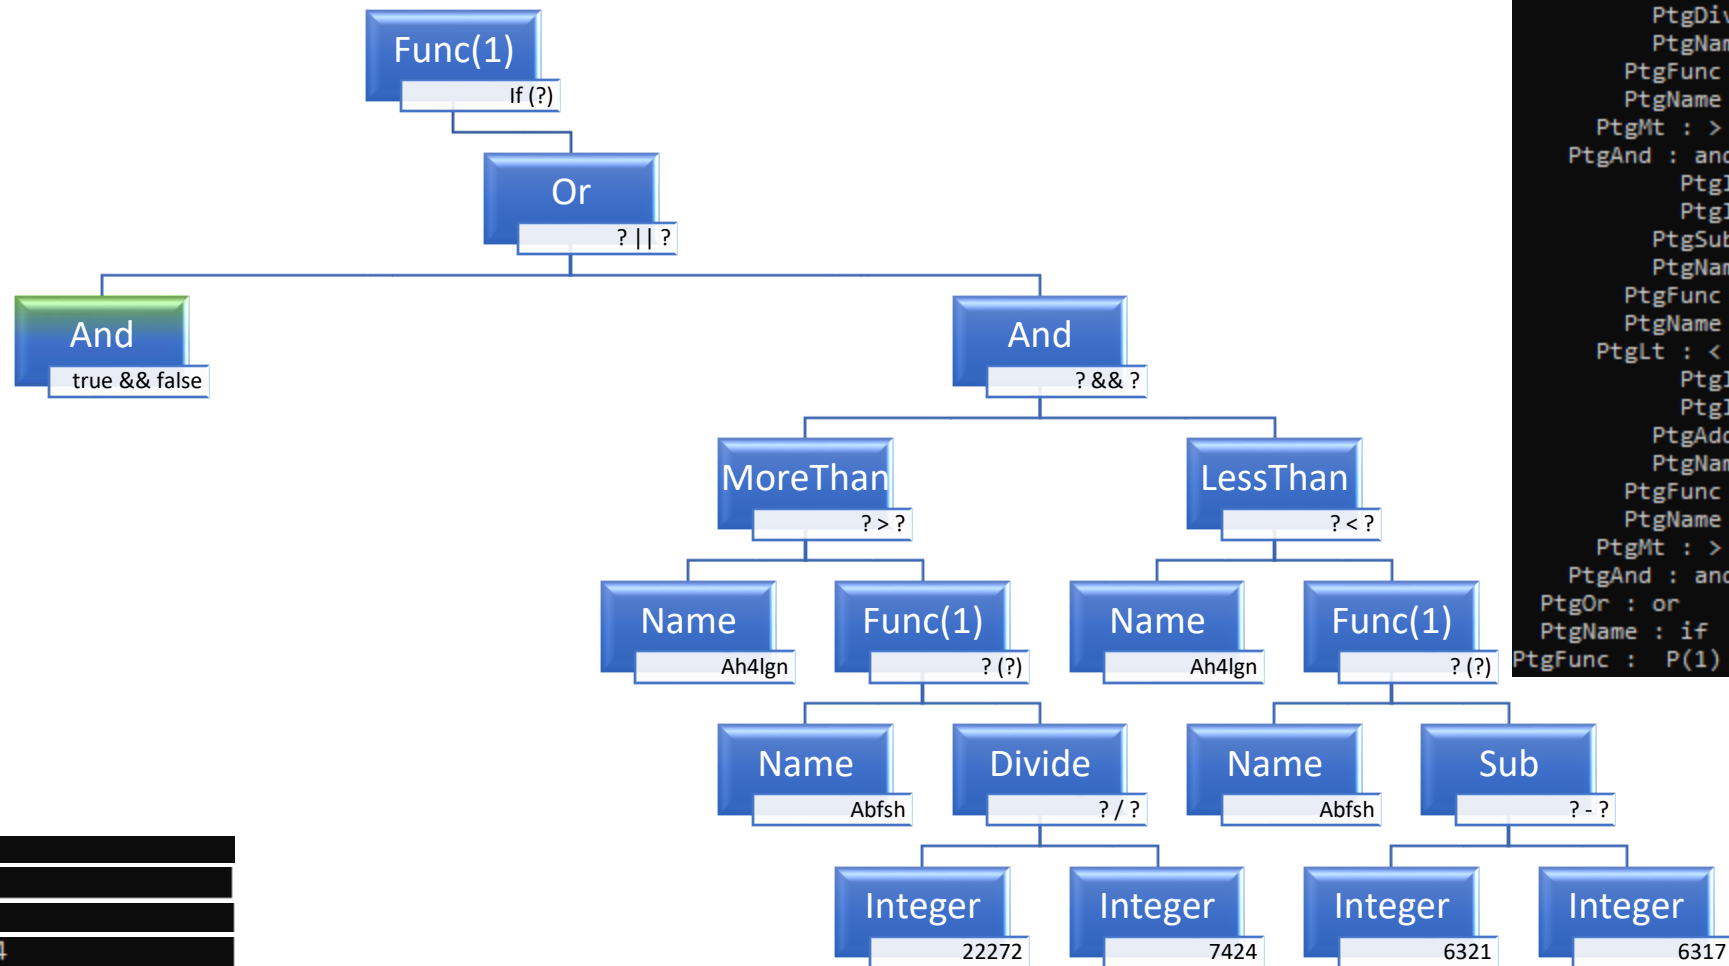 Func(1)
If (?)
Or
? || ?
And
true && false
And
? && ?
MoreThan
? > ?
LessThan
? < ?
Name
Ah4lgn
Func(1)
? (?)
Name
Ah4lgn
Func(1)
? (?)
Name
Abfsh
Divide
? / ?
Name
Abfsh
Sub
? - ?
Integer
22272
Integer
7424
Integer
6321
Integer
6317
PtgFunc
PtgName
PtgMt : >
PtgAnd :
PtgFunc
PtgName
PtgLt : <
PtgFunc
PtgName
PtgMt : >
PtgAnd :
PtgOr : or
PtgName : if
PtgFunc : P(1)
4